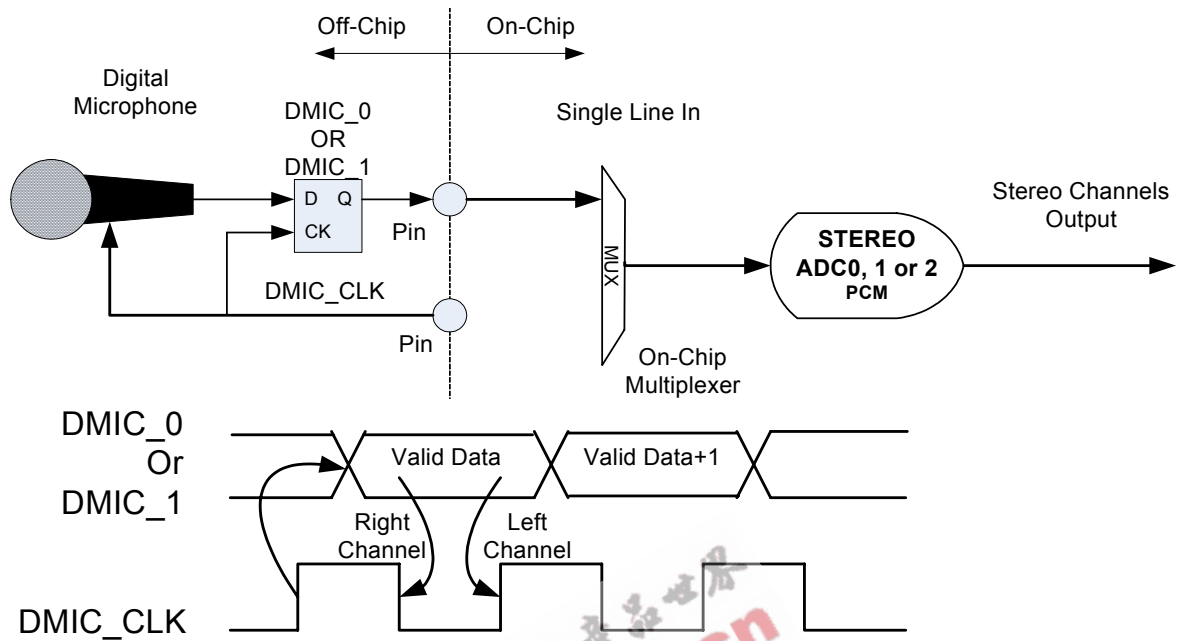 Off-Chip
On-Chip
Digital
Microphone
DMIC_0
OR
DMIC_1
Single Line In
D Q
CK
Pin
MUX
STEREO
ADC0, 1 or 2
PCM
Stereo Channels
Output
DMIC_CLK
Pin
On-Chip
Multiplexer
DMIC_0
Or
DMIC_1
Valid Data
Valid Data+1
Right
Channel
Left
Channel
DMIC_CLK